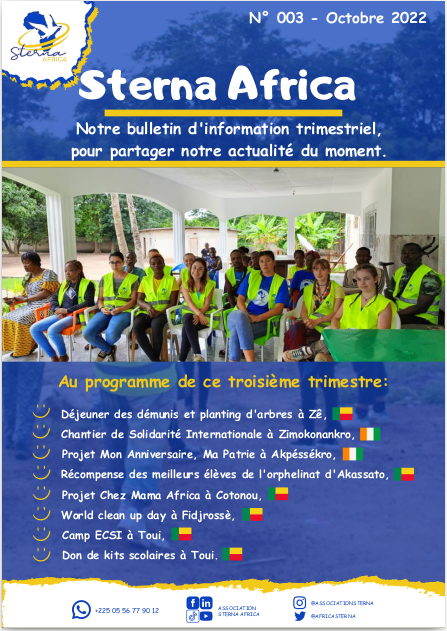 Sterna
AFRICA
N° 003 - Octobre 2022
Sterna Africa
Notre bulletin d'information trimestriel,
pour partager notre actualité du moment.
Au programme de ce troisième trimestre:
Déjeuner des démunis et planting d'arbres à Zê,
Chantier de Solidarité Internationale à Zimokonankro,
Projet Mon Anniversaire, Ma Patrie à Akpéssékro,
Récompense des meilleurs élèves de l'orphelinat d'Akassato,
Projet Chez Mama Africa à Cotonou,
World clean up day à Fidjrossè,
Camp ECSI à Toui,
Don de kits scolaires à Toui.
+225 05 56 77 90 12
ASSOCIATION
STERNA AFRICA
@ASSOCIATIONSTERNA
@AFRICASTERNA